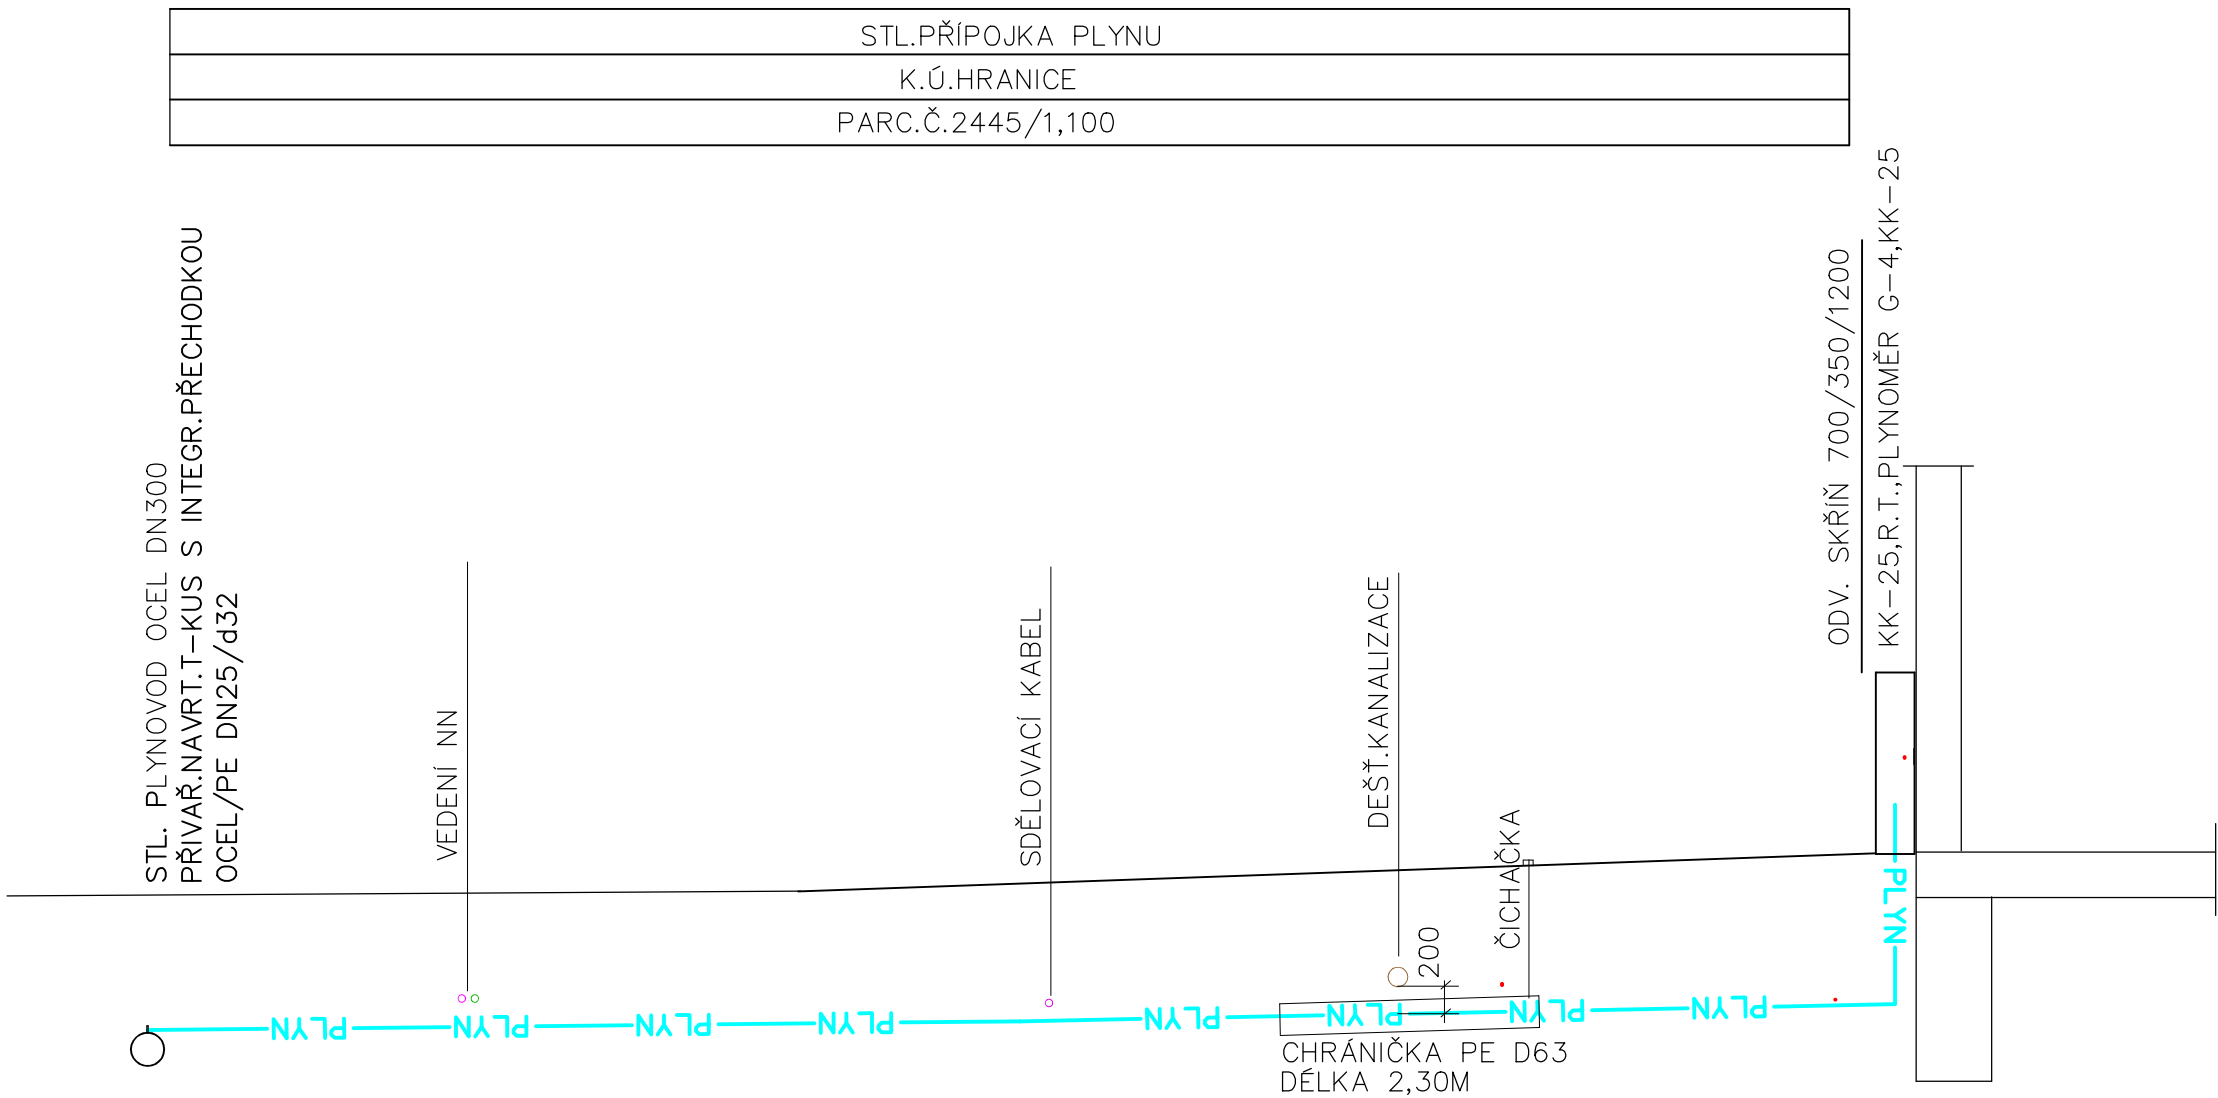 STL.PŘÍPOJKA PLYNU
K.Ú.HRANICE
PARC.Č.2445/1,100
STL. PLYNOVOD OCEL DN300
PŘIVAŘ.NAVRT.T-KUS S INTEGR.PŘECHODKOU
OCEL/PE DN25/d32
VEDENÍ NN
SDĚLOVACÍ KABEL
DEŠŤ.KANALIZACE
200
ČICHAČKA
ODV. SKŘÍŇ 700/350/1200
KK-25,R.T.,PLYNOMĚR G-4,KK-25
PLYN
PLYN
PLYN
PLYN
PLYN
PLYN
PLYN
PLYN
PLYN
CHRÁNIČKA PE D63
DÉLKA 2,30M